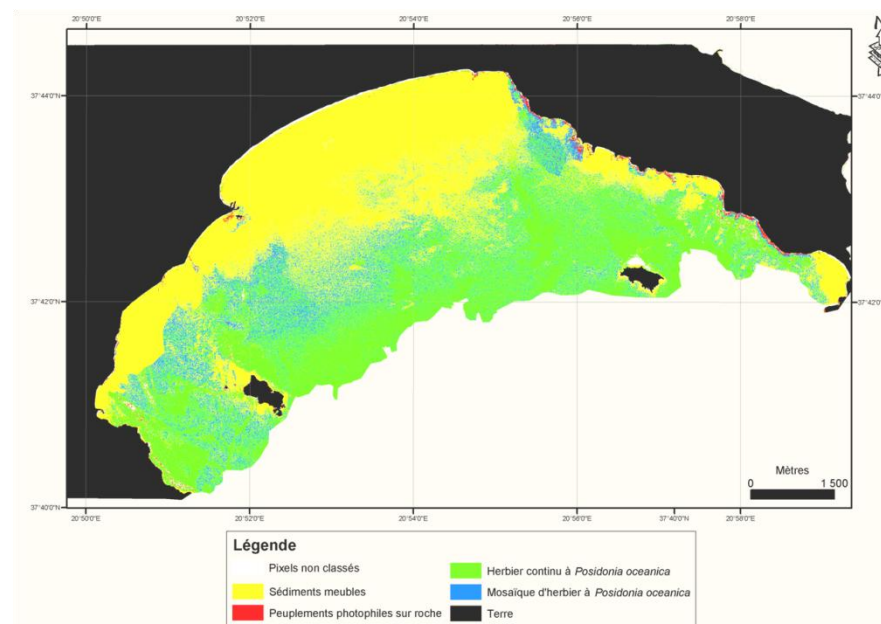 20°50'0"E 20°52'0"E 20°54'0"E 20°56'0"E 20°58'0"E
N
37°44'0"N 37°44'0"N
37°42'0"N 37°42'0"
Mètres
0 1 500
37°40'0"N
20°50'0"E 20°52'0"E 20°54'0"E 20°56'0"E 37°40'0"N 20°58'0"E
Légende
Pixels non classés Herbier continu à Posidonia oceanica
Sédiments meubles Mosaïque d'herbier à Posidonia oceanica
Peuplements photophiles sur roche Terre